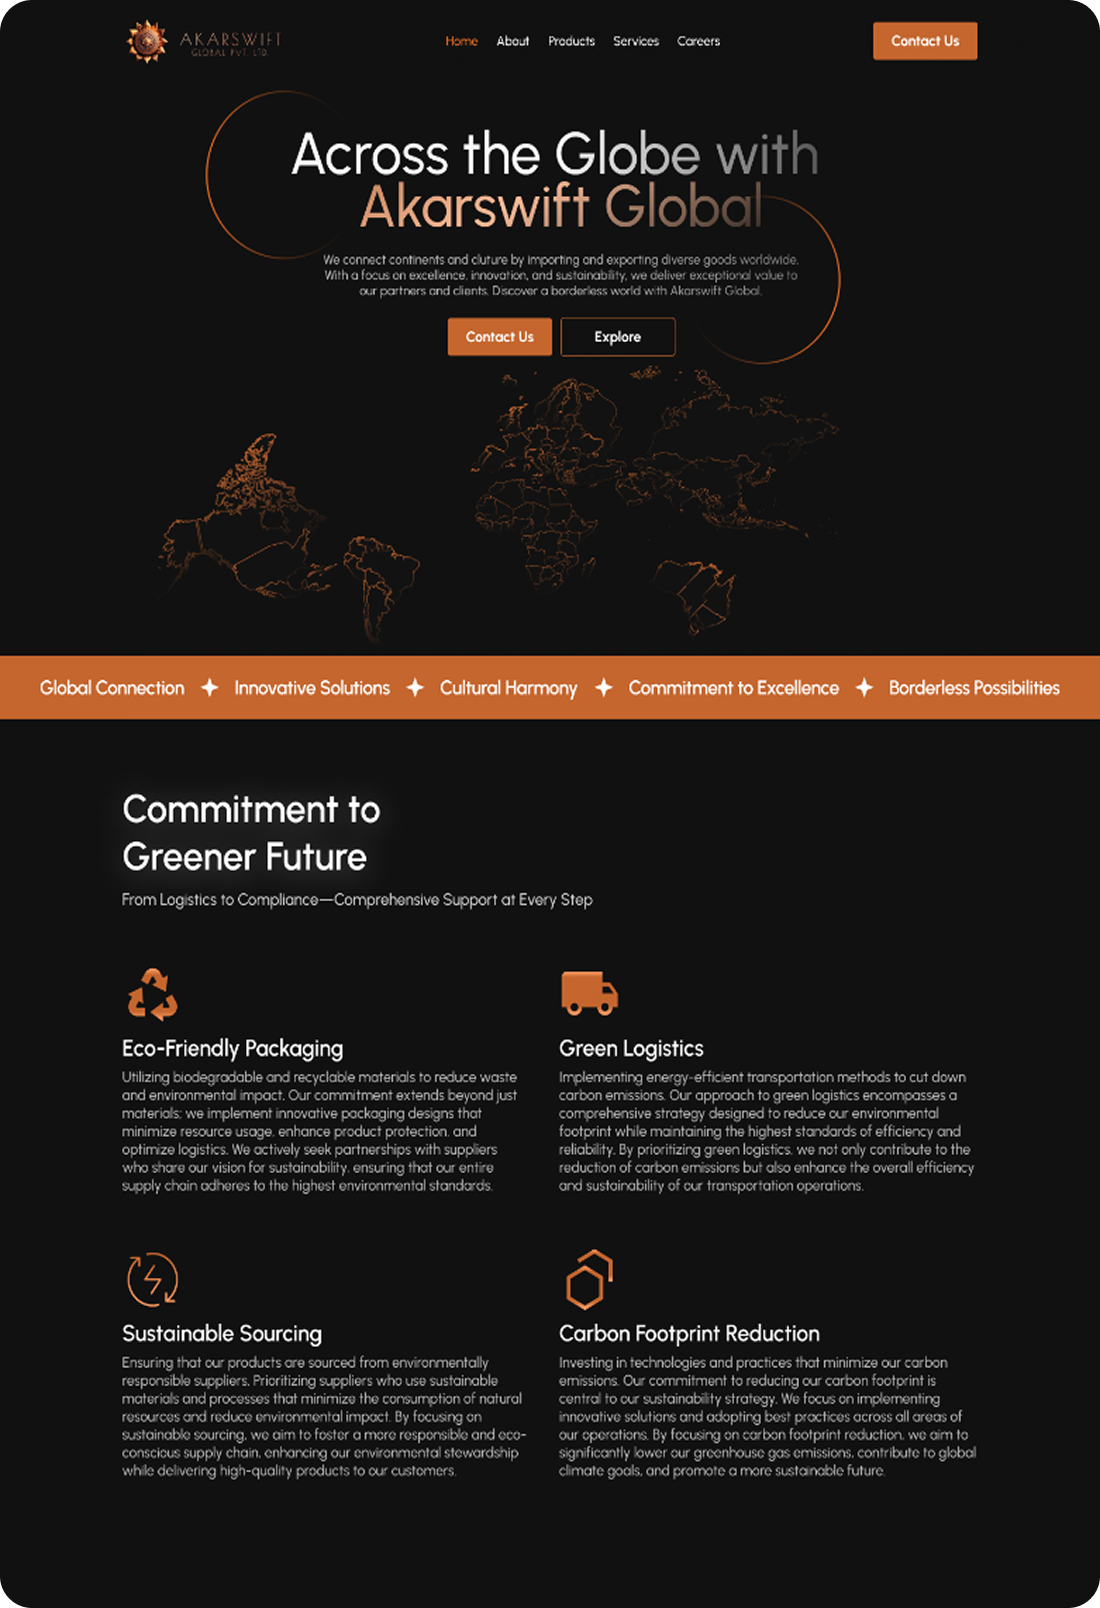 AKARSWIFT
GLOBAL PVT. LTD.
Home About Products Services Careers
Contact Us
Across the Globe with
Akarswift Global
We connect continents and cluture by importing and exporting diverse goods worldwide.
With a focus on excellence, innovation, and sustainability, we deliver exceptional value to
our partners and clients. Discover a borderless world with Akarswift Global.
Contact Us
Explore
Global Connection Innovative Solutions Cultural Harmony Commitment to Excellence Borderless Possibilities
Commitment to
Greener Future
From Logistics to Compliance—Comprehensive Support at Every Step
Eco-Friendly Packaging
Utilizing biodegradable and recyclable materials to reduce waste
and environmental impact. Our commitment extends beyond just
materials; we implement innovative packaging designs that
minimize resource usage, enhance product protection, and
optimize logistics. We actively seek partnerships with suppliers
who share our vision for sustainability, ensuring that our entire
supply chain adheres to the highest environmental standards.
Green Logistics
Implementing energy-efficient transportation methods to cut down
carbon emissions. Our approach to green logistics encompasses a
comprehensive strategy designed to reduce our environmental
footprint while maintaining the highest standards of efficiency and
reliability. By prioritizing green logistics, we not only contribute to the
reduction of carbon emissions but also enhance the overall efficiency
and sustainability of our transportation operations.
Sustainable Sourcing
Ensuring that our products are sourced from environmentally
responsible suppliers. Prioritizing suppliers who use sustainable
materials and processes that minimize the consumption of natural
resources and reduce environmental impact. By focusing on
sustainable sourcing, we aim to foster a more responsible and eco-
conscious supply chain, enhancing our environmental stewardship
while delivering high-quality products to our customers.
Carbon Footprint Reduction
Investing in technologies and practices that minimize our carbon
emissions. Our commitment to reducing our carbon footprint is
central to our sustainability strategy. We focus on implementing
innovative solutions and adopting best practices across all areas of
our operations. By focusing on carbon footprint reduction, we aim to
significantly lower our greenhouse gas emissions, contribute to global
climate goals, and promote a more sustainable future.